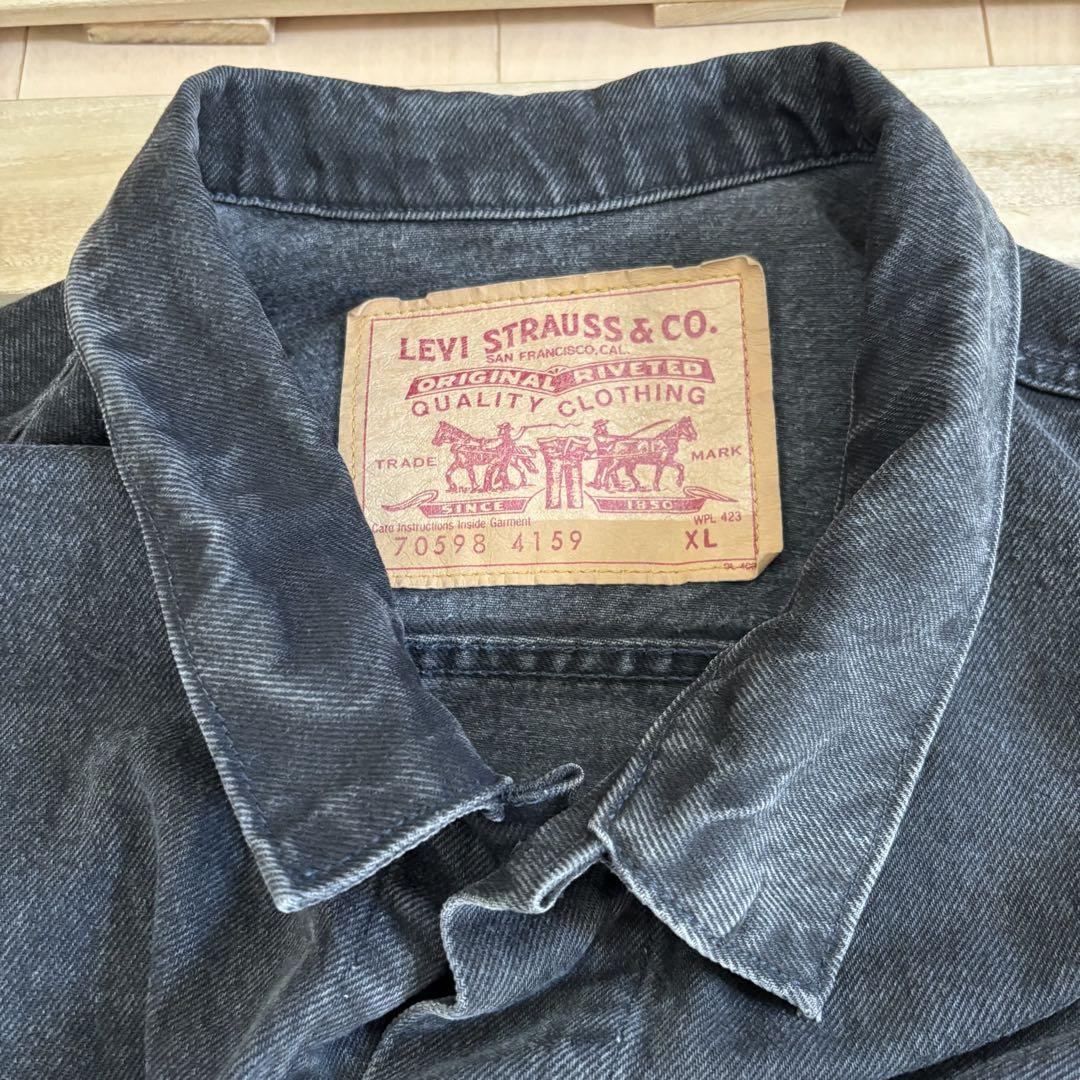 LEVI STRAUSS & CO.
SAN FRANCISCO, CAL.
ORIGINAL RIVETED
QUALITY CLOTHING
TRADE MARK
SINCE 1850
Care Instructions Inside Garment WPL 423
70598 4159 XL